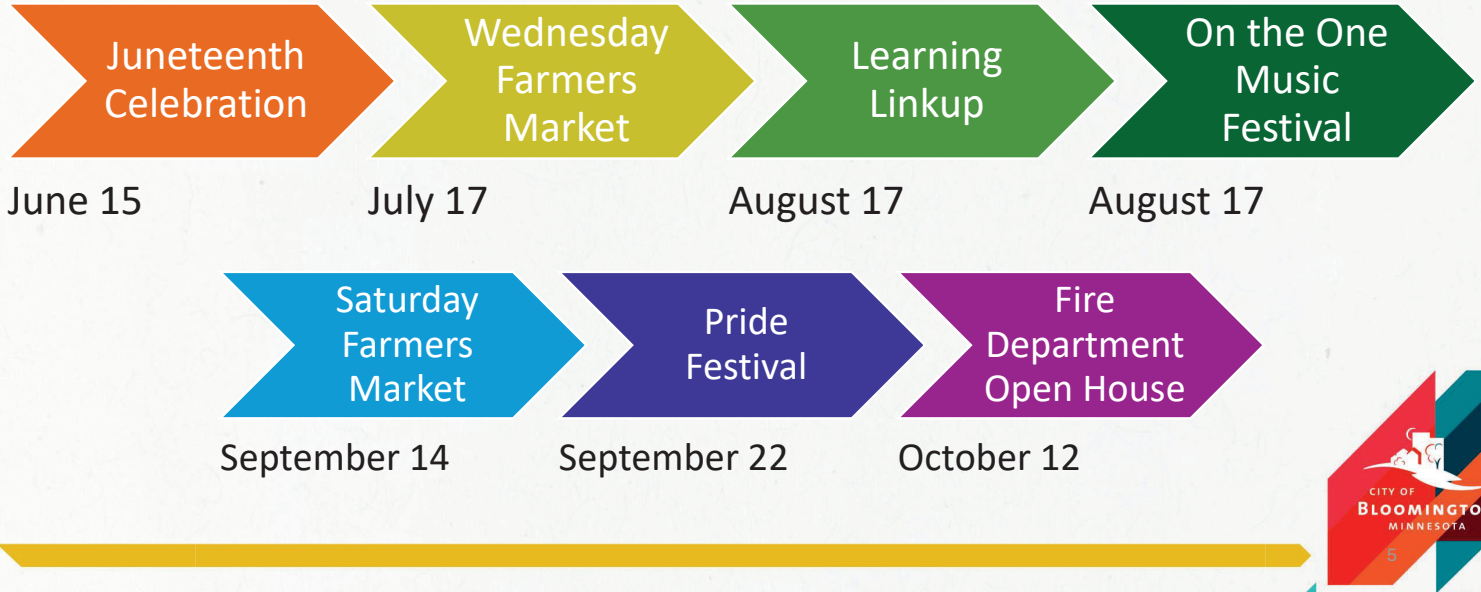 Juneteenth
Celebration
Wednesday
Farmers
Market
Learning
Linkup
On the One
Music
Festival
June 15
July 17
August 17
August 17
Saturday
Farmers
Market
Pride
Festival
Fire
Department
Open House
September 14
September 22
October 12
CITY OF
BLOOMINGTO
MINNESOTA
5